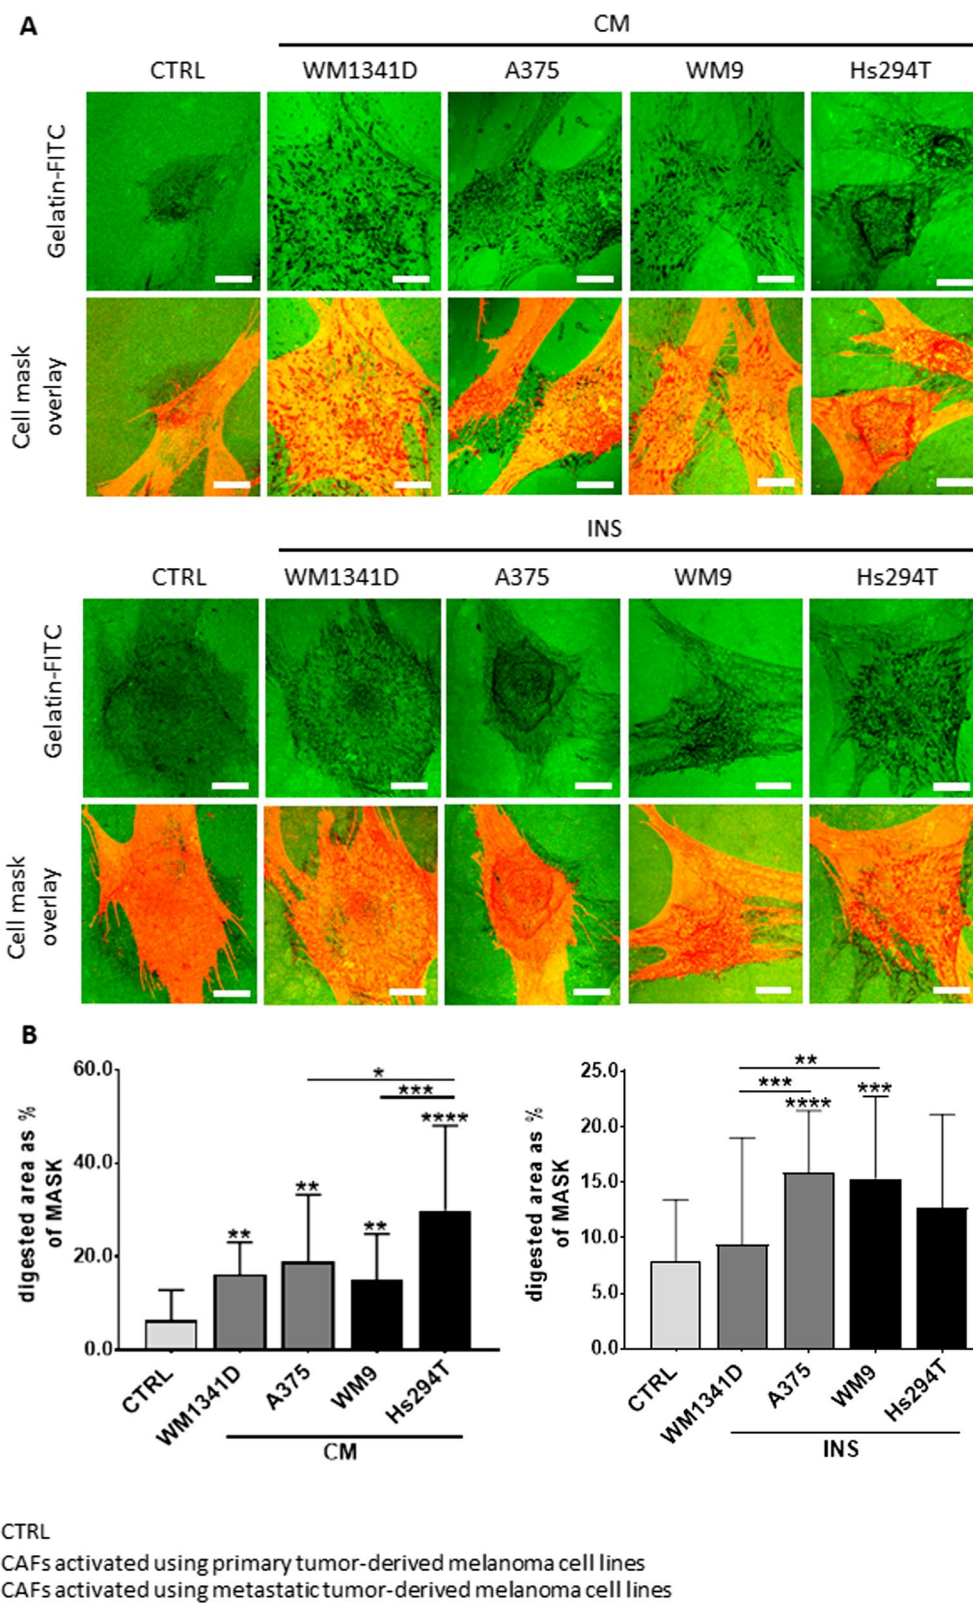 A
CM
CTRL WM1341D A375 WM9 Hs294T
Gelatin-FITC
Cell mask
overlay
INS
CTRL WM1341D A375 WM9 Hs294T
Gelatin-FITC
Cell mask
overlay
B
digested area as %
of MASK
60.0
40.0
20.0
0.0
*
***
****
**
**
**
CTRL
WM1341D
A375
WM9
Hs294T
CM
digested area as %
of MASK
25.0
20.0
15.0
10.0
5.0
0.0
**
***
***
****
CTRL
WM1341D
A375
WM9
Hs294T
INS
CTRL
CAFs activated using primary tumor-derived melanoma cell lines
CAFs activated using metastatic tumor-derived melanoma cell lines